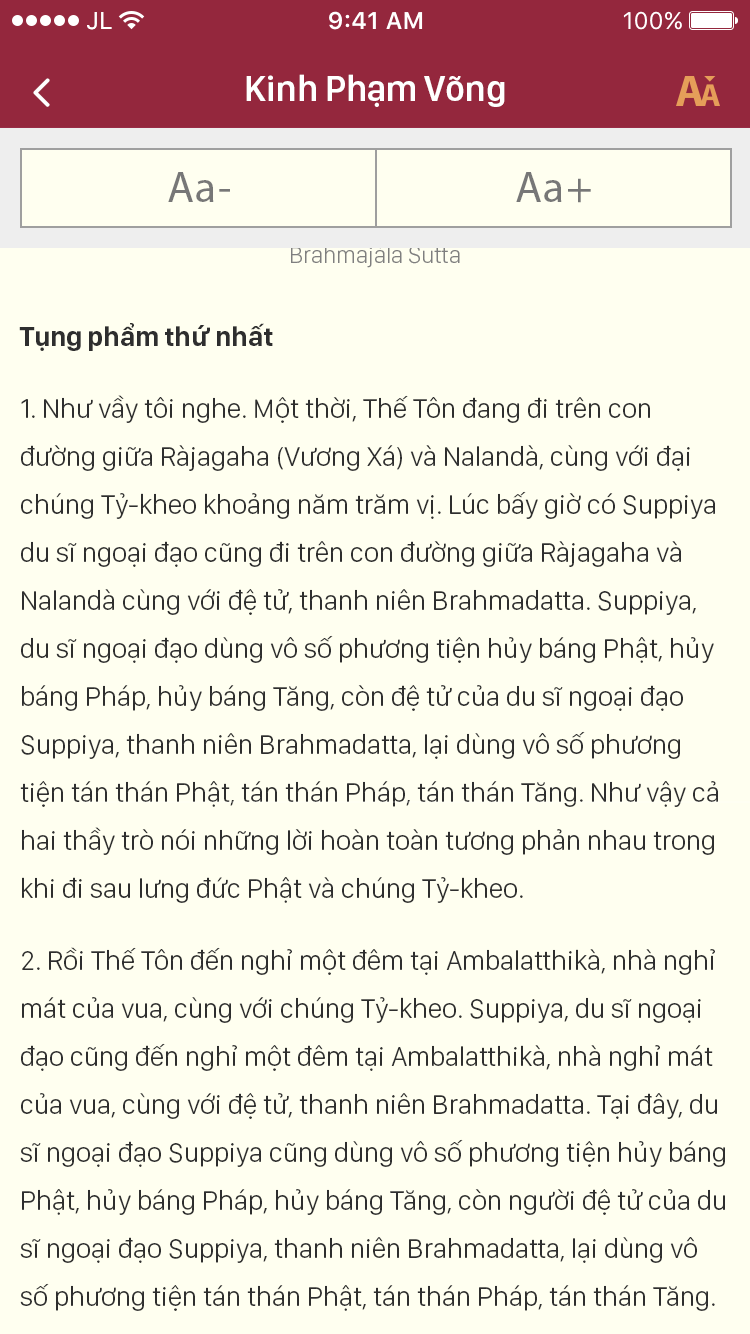 JL 9:41 AM 100%
Kinh Phạm Võng AA
Aa- Aa+
Brahmajala Sutta
Tụng phẩm thứ nhất
1. Như vầy tôi nghe. Một thời, Thế Tôn đang đi trên con
đường giữa Ràjagaha (Vương Xá) và Nalandà, cùng với đại
chúng Tỷ-kheo khoảng năm trăm vị. Lúc bấy giờ có Suppiya
du sĩ ngoại đạo cũng đi trên con đường giữa Ràjagaha và
Nalandà cùng với đệ tử, thanh niên Brahmadatta. Suppiya,
du sĩ ngoại đạo dùng vô số phương tiện hủy báng Phật, hủy
báng Pháp, hủy báng Tăng, còn đệ tử của du sĩ ngoại đạo
Suppiya, thanh niên Brahmadatta, lại dùng vô số phương
tiện tán thán Phật, tán thán Pháp, tán thán Tăng. Như vậy cả
hai thầy trò nói những lời hoàn toàn tương phản nhau trong
khi đi sau lưng đức Phật và chúng Tỷ-kheo.
2. Rồi Thế Tôn đến nghỉ một đêm tại Ambalatthikà, nhà nghỉ
mát của vua, cùng với chúng Tỷ-kheo. Suppiya, du sĩ ngoại
đạo cũng đến nghỉ một đêm tại Ambalatthikà, nhà nghỉ mát
của vua, cùng với đệ tử, thanh niên Brahmadatta. Tại đây, du
sĩ ngoại đạo Suppiya cũng dùng vô số phương tiện hủy báng
Phật, hủy báng Pháp, hủy báng Tăng, còn người đệ tử của du
sĩ ngoại đạo Suppiya, thanh niên Brahmadatta, lại dùng vô
số phương tiện tán thán Phật, tán thán Pháp, tán thán Tăng.